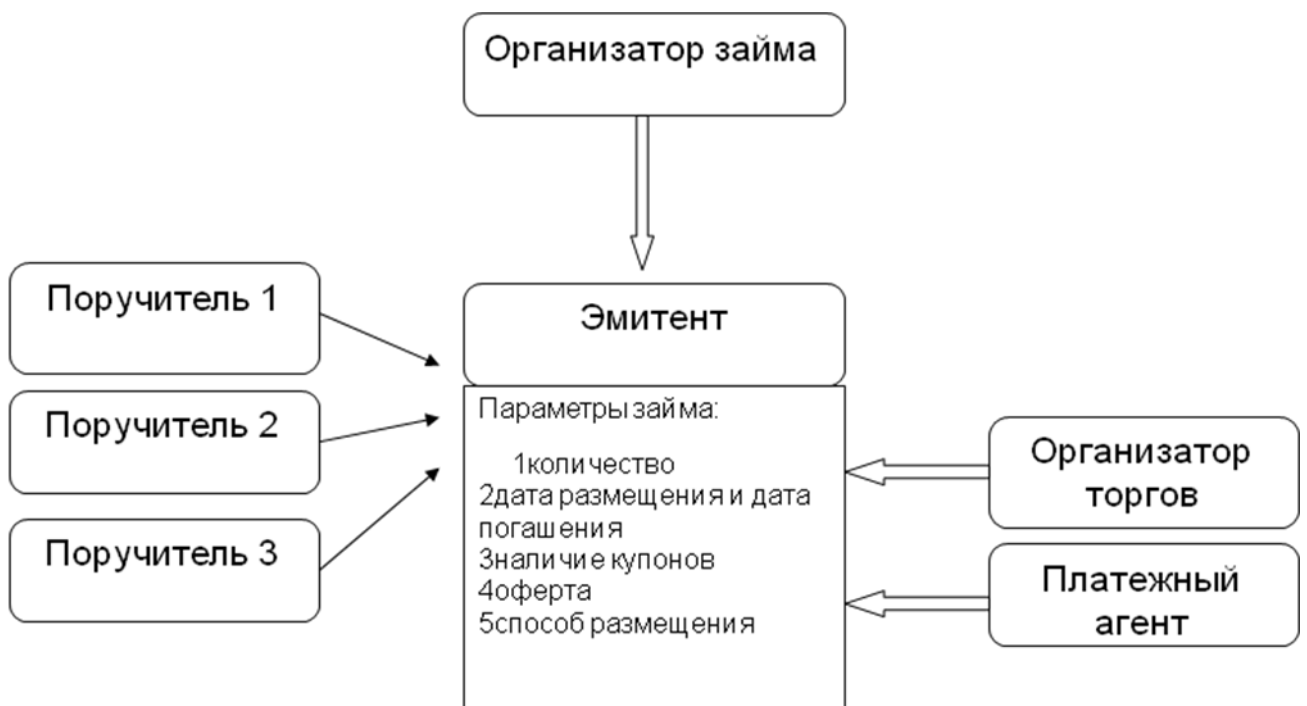 Организатор займа
Поручитель 1
Поручитель 2
Поручитель 3
Эмитент
Параметры займа:
1количество
2дата размещения и дата
погашения
3наличие купонов
4оферта
5способ размещения
Организатор
торгов
Платежный
агент